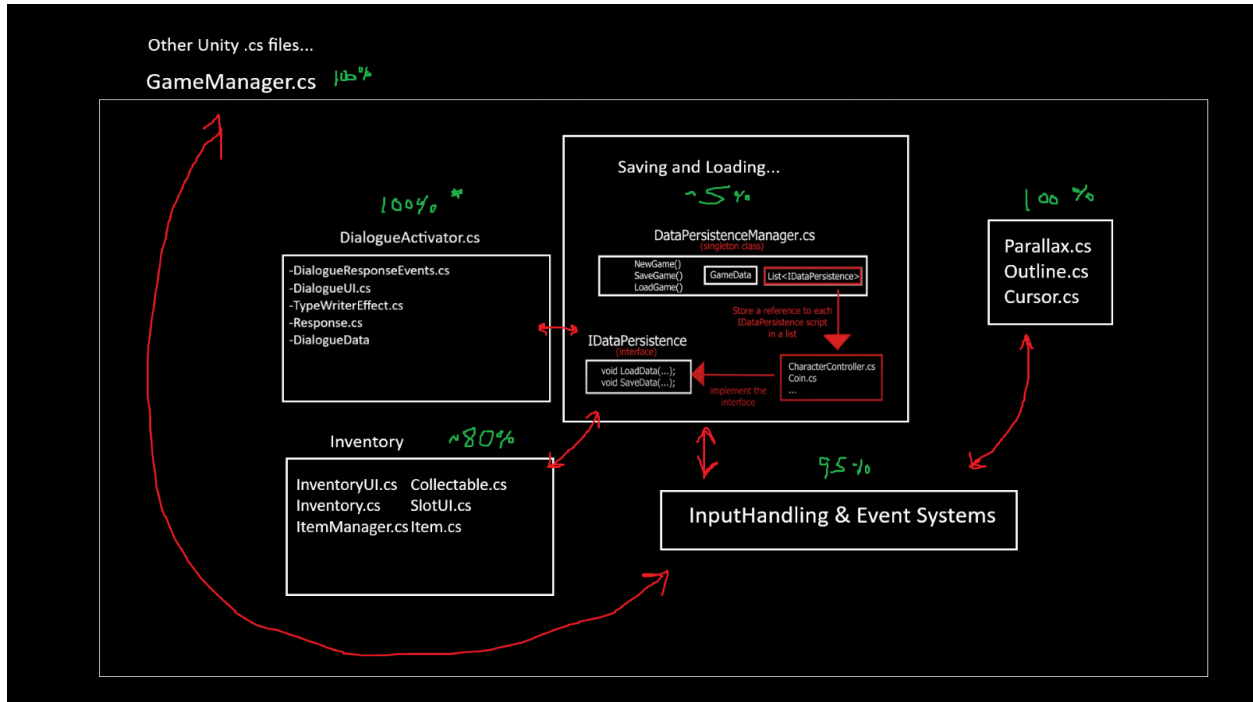 Other Unity .cs files...
GameManager.cs 100%
Saving and Loading...
~5%
100% *
100%
DialogueActivator.cs
-DialogueResponseEvents.cs
-DialogueUI.cs
-TypeWriterEffect.cs
-Response.cs
-DialogueData
DataPersistenceManager.cs
(singleton class)
NewGame()
SaveGame()
LoadGame()
GameData
List<IDataPersistence>
Store a reference to each
IDataPersistence script
in a list
IDataPersistence
(interface)
void LoadData(...);
void SaveData(...);
implement the
interface
CharacterController.cs
Coin.cs
...
Parallax.cs
Outline.cs
Cursor.cs
Inventory ~80%
InventoryUI.cs Collectable.cs
Inventory.cs SlotUI.cs
ItemManager.cs Item.cs
95%
InputHandling & Event Systems